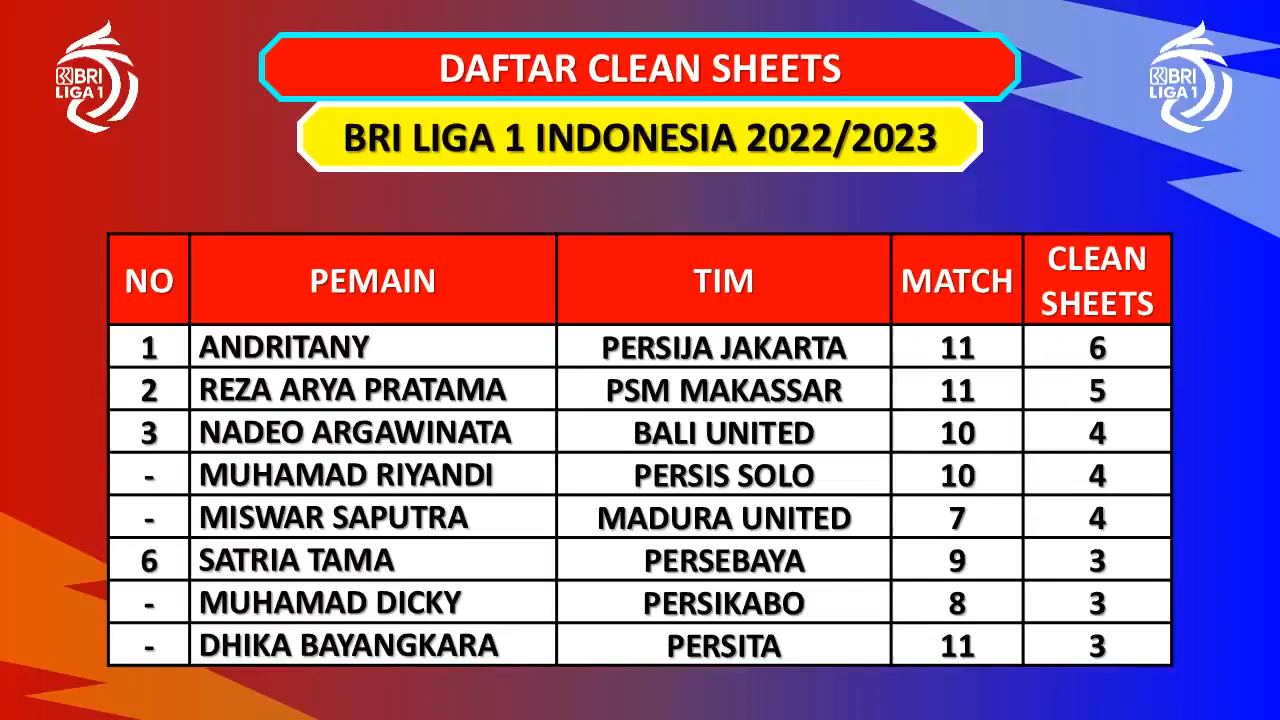 BRI
LIGA 1
DAFTAR CLEAN SHEETS
BRI LIGA 1 INDONESIA 2022/2023
BRI
LIGA 1
NO PEMAIN TIM MATCH CLEAN SHEETS
1 ANDRITANY PERSIJA JAKARTA 11 6
2 REZA ARYA PRATAMA PSM MAKASSAR 11 5
3 NADEO ARGAWINATA BALI UNITED 10 4
- MUHAMAD RIYANDI PERSIS SOLO 10 4
- MISWAR SAPUTRA MADURA UNITED 7 4
6 SATRIA TAMA PERSEBAYA 9 3
- MUHAMAD DICKY PERSIKABO 8 3
- DHIKA BAYANGKARA PERSITA 11 3